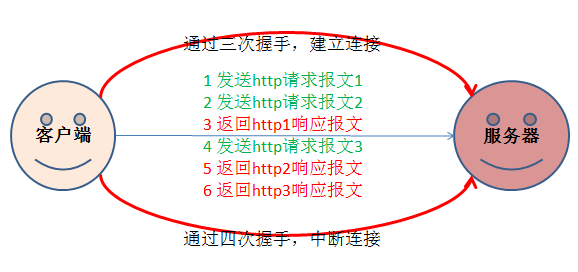 通过三次握手，建立连接
1 发送http请求报文1
2 发送http请求报文2
3 返回http1响应报文
客户端
服务器
4 发送http请求报文3
5 返回http2响应报文
6 返回http3响应报文
通过四次握手，中断连接